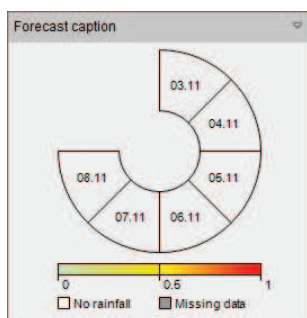 Forecast caption
03.11
04.11
05.11
06.11
07.11
08.11
0 0.5 1
No rainfall Missing data